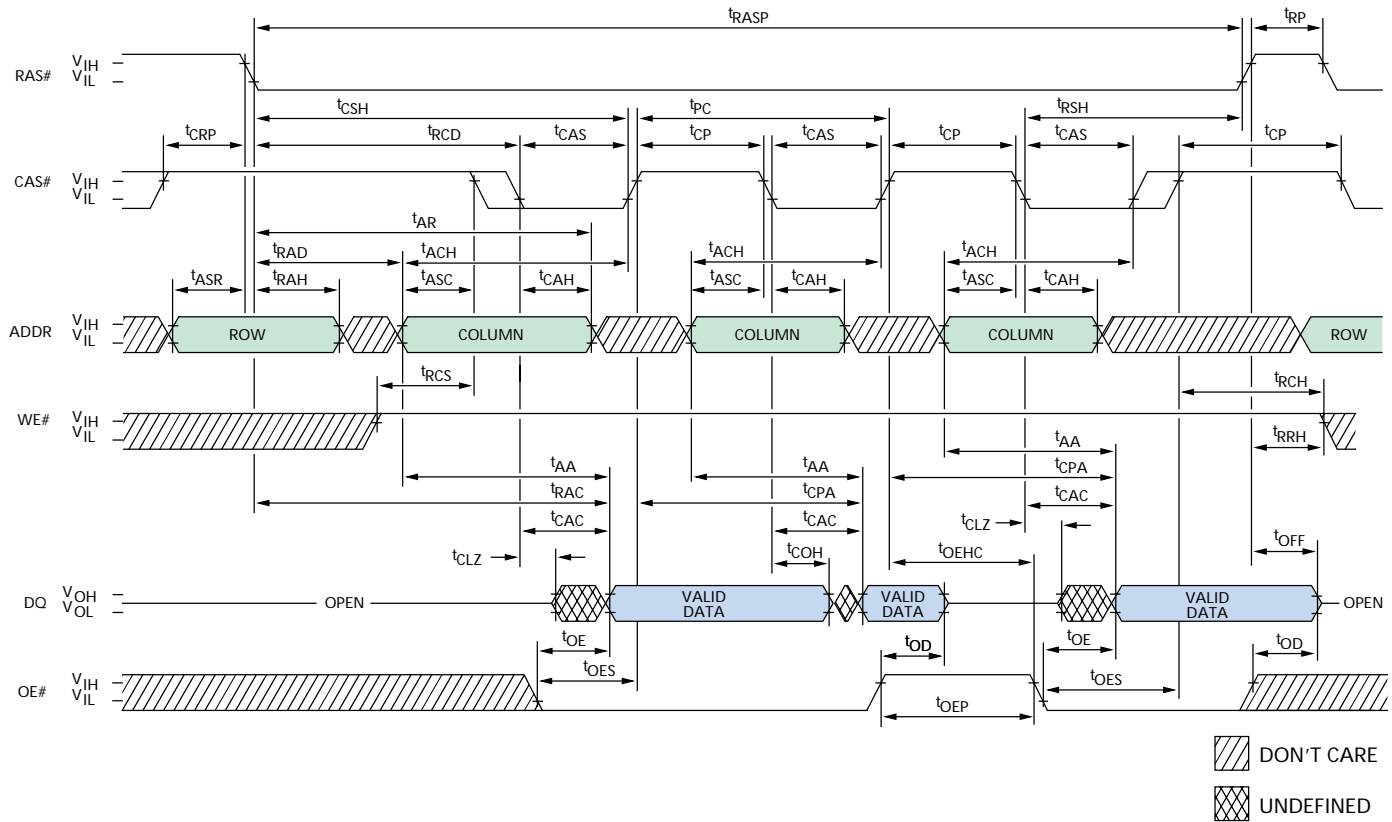 tRASP tRP
RAS# VIH
VIL
tCSH tPC tRSH
tCRP tRCD tCAS tCP tCAS tCP tCAS tCP
CAS# VIH
VIL
tAR
tRAD tACH tACH tACH
tASR tRAH tASC tCAH tASC tCAH tASC tCAH
ADDR VIH
VIL
ROW COLUMN COLUMN COLUMN ROW
tRCS tRCH
WE# VIH
VIL
tRRH
tAA tAA tAA
tRAC tCPA tCPA
tCAC tCAC tCAC
tCLZ tCOH tOEHC tCLZ tOFF
DQ VOH
VOL
OPEN VALID DATA VALID DATA VALID DATA OPEN
tOE tOD tOE tOD
tOES tOES
OE# VIH
VIL
tOEP
DON'T CARE
UNDEFINED